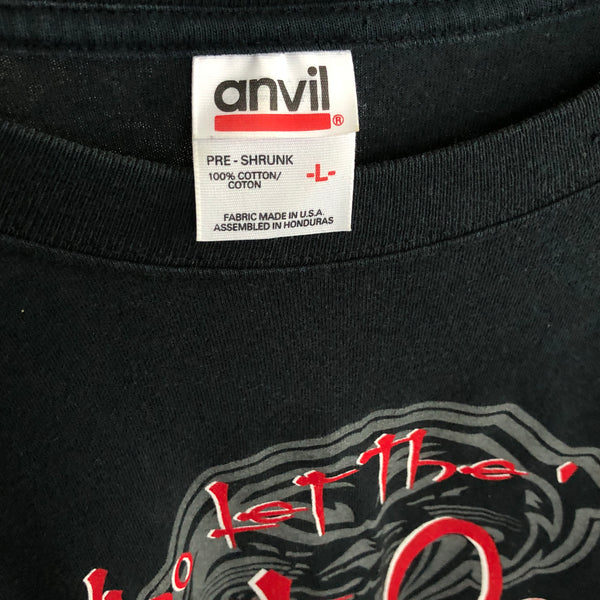 anvil
®
PRE - SHRUNK
100% COTTON/
COTON
-L-
FABRIC MADE IN U.S.A.
ASSEMBLED IN HONDURAS
let the